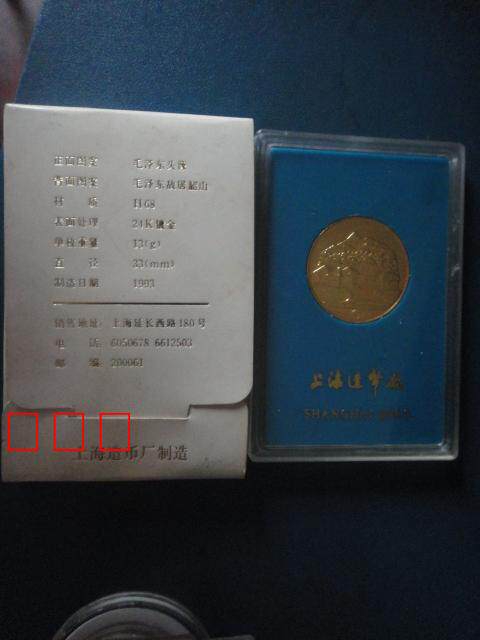 正面图案 毛泽东头像
背面图案 毛泽东故居韶山
材 质 H68
表面处理 24K镀金
单枚重量 13(g)
直 径 33(mm)
制造日期 1993
销售地址: 上海延长西路180号
电 话: 6050678 6612503
邮 编: 200061
上海造币厂制造
上海造币厂
SHANGHAI MINT